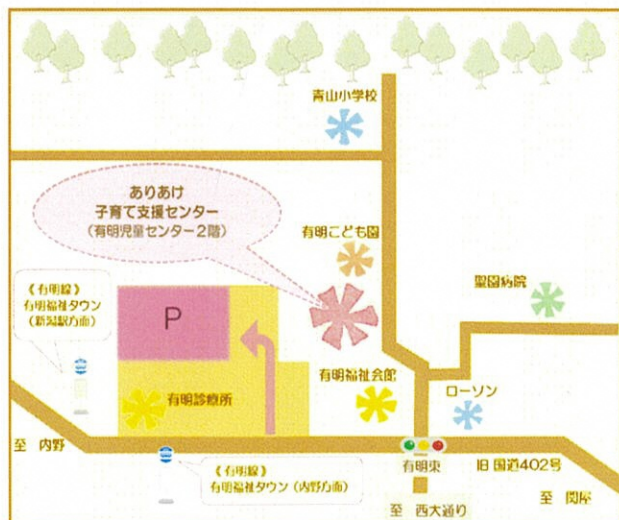 青山小学校
ありあけ
子育て支援センター
(有明児童センター2階)
有明こども園
聖園病院
《有明線》
有明福祉タウン
(新潟駅方面)
P
有明福祉会館
有明診療所
ローソン
至 内野
有明東
旧 国道402号
《有明線》
有明福祉タウン (内野方面)
至 関屋
至 西大通り